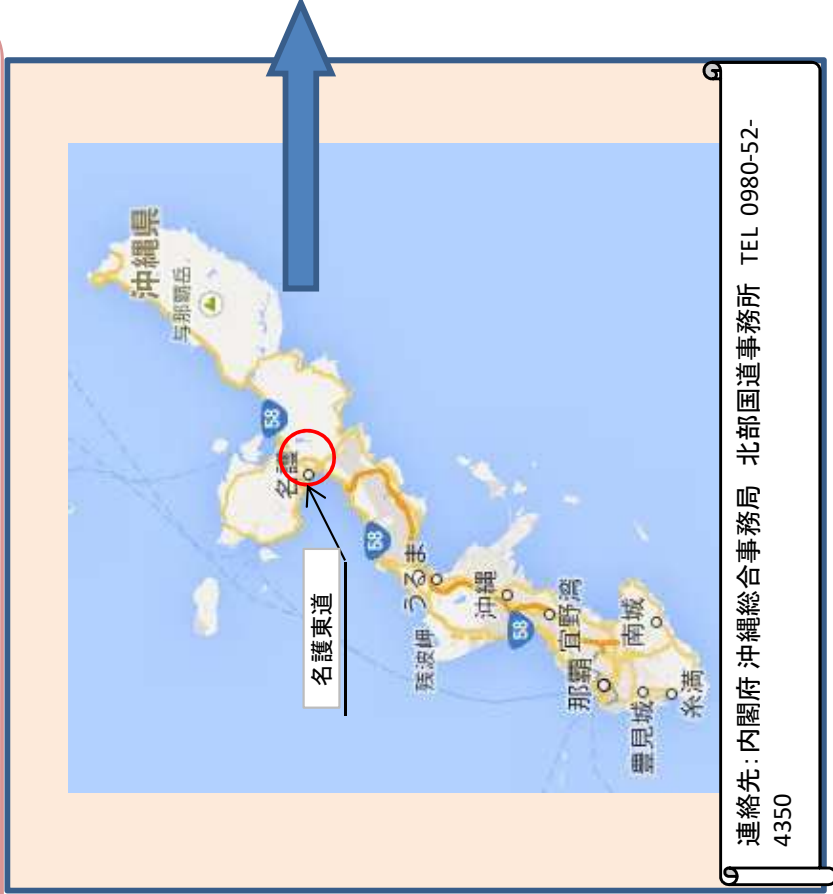 沖縄県
与那覇岳
58
名護
58
名護東道
うるま
残波岬
沖縄
58
宜野湾
那覇
南城
豊見城
糸満
連絡先：内閣府 沖縄総合事務局　北部国道事務所　TEL 0980-52-
4350